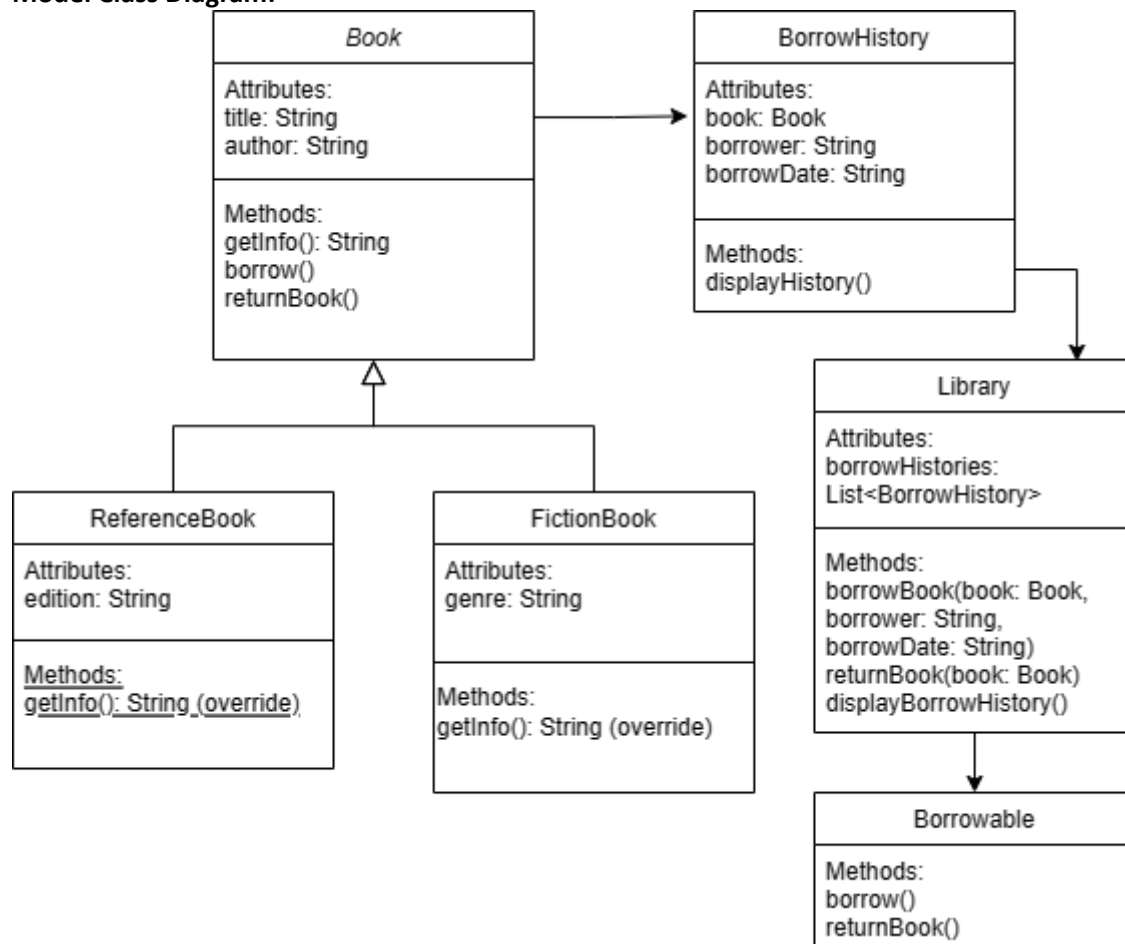 Model Class Diagram:
Book
Attributes:
title: String
author: String
Methods:
getInfo(): String
borrow()
returnBook()
BorrowHistory
Attributes:
book: Book
borrower: String
borrowDate: String
Methods:
displayHistory()
Library
Attributes:
borrowHistories:
List<BorrowHistory>
Methods:
borrowBook(book: Book,
borrower: String,
borrowDate: String)
returnBook(book: Book)
displayBorrowHistory()
ReferenceBook
Attributes:
edition: String
Methods:
getInfo(): String (override)
FictionBook
Attributes:
genre: String
Methods:
getInfo(): String (override)
Borrowable
Methods:
borrow()
returnBook()